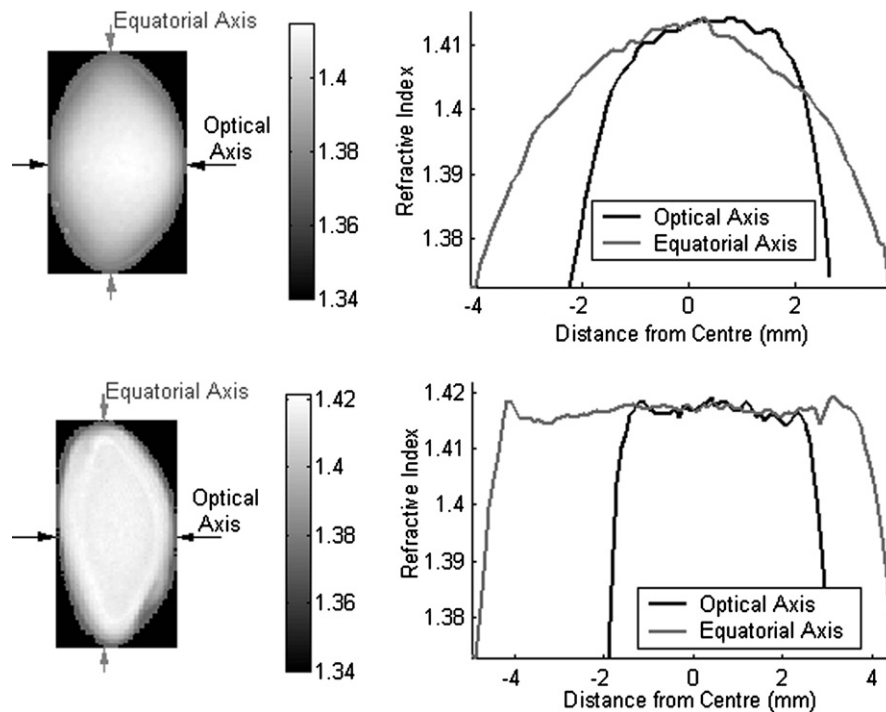 Equatorial Axis
Optical
Axis
1.4
1.38
1.36
1.34
1.41
1.4
1.39
1.38
Refractive Index
Optical Axis
Equatorial Axis
-4
-2
0
2
Distance from Centre (mm)
Equatorial Axis
Optical
Axis
1.42
1.4
1.38
1.36
1.34
1.42
1.41
1.4
1.39
1.38
Refractive Index
Optical Axis
Equatorial Axis
-4
-2
0
2
4
Distance from Centre (mm)